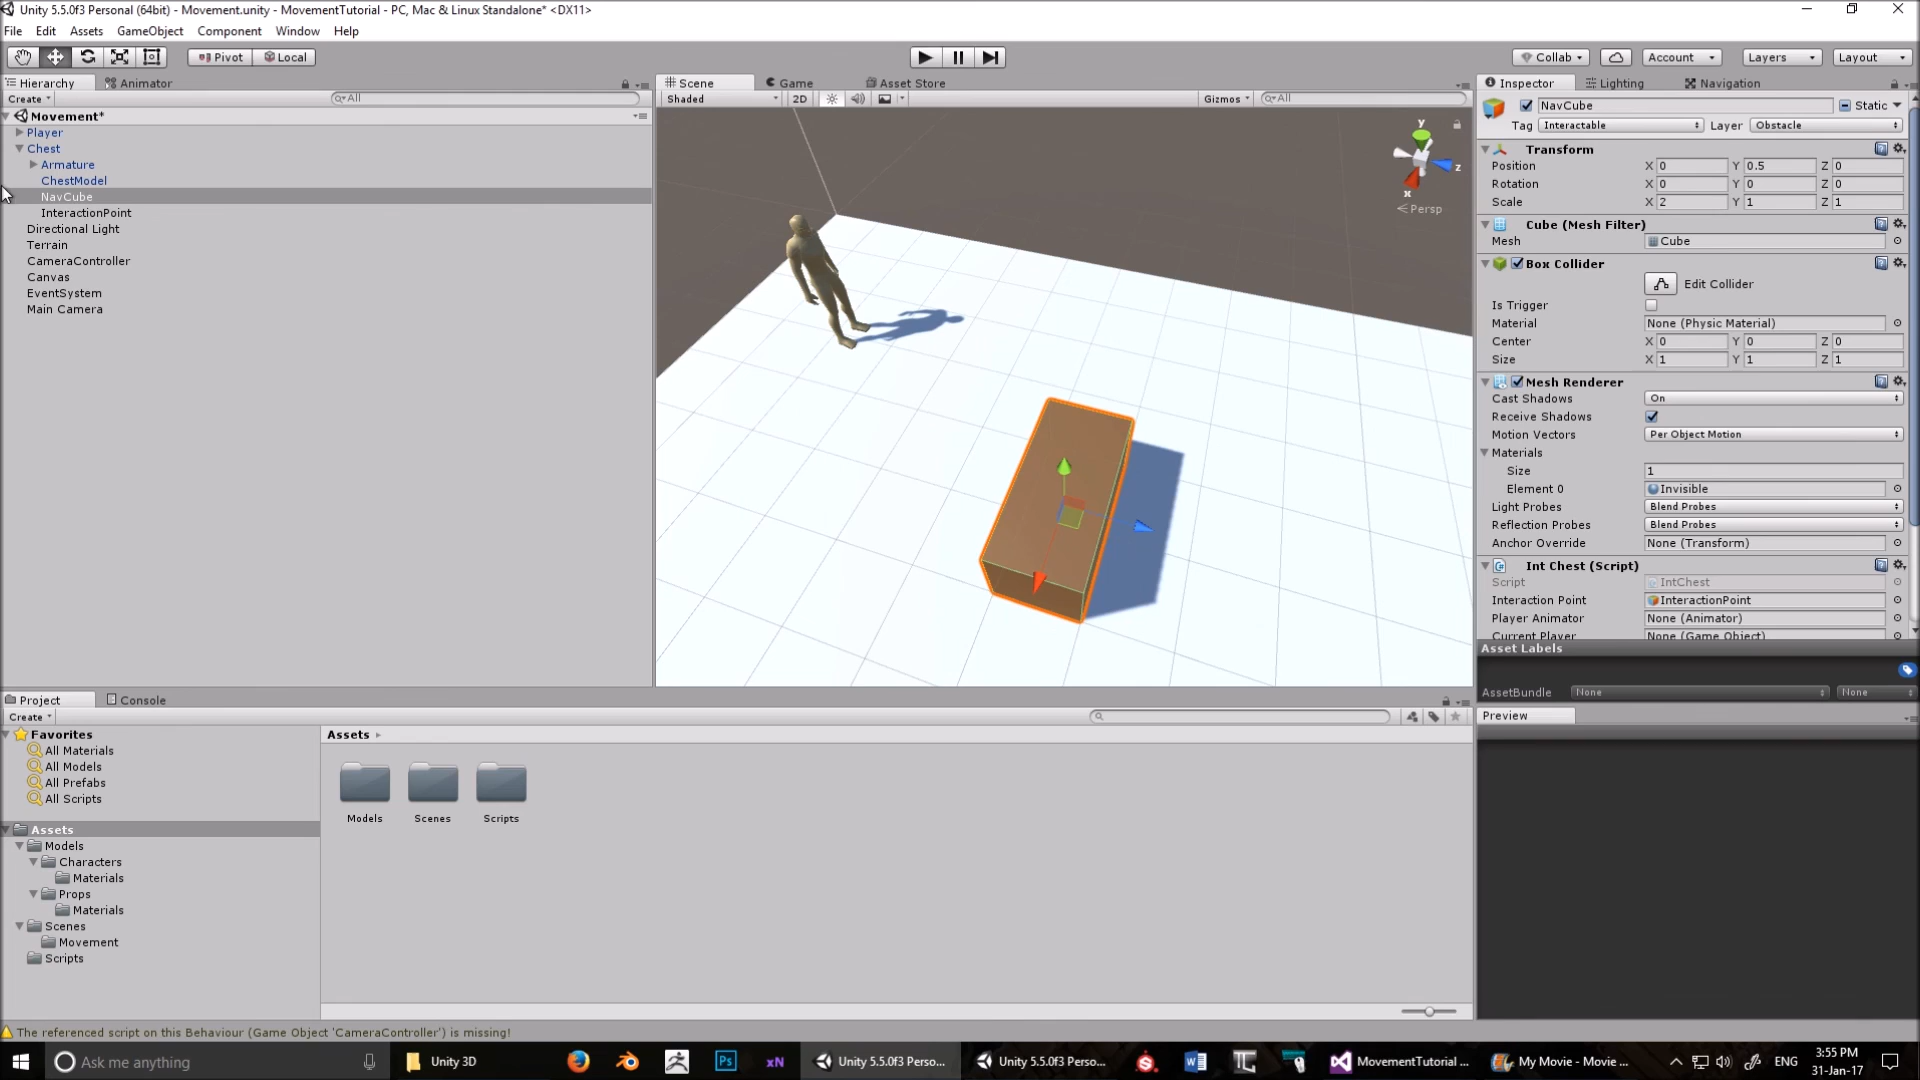 Unity 5.5.0f3 Personal (64bit) - Movement.unity - MovementTutorial - PC, Mac & Linux Standalone* <DX11>
File Edit Assets GameObject Component Window Help
Pivot Local Collab Account Layers Layout
Hierarchy Animator
Create All
Movement*
Player
Chest
Armature
ChestModel
NavCube
InteractionPoint
Directional Light
Terrain
CameraController
Canvas
EventSystem
Main Camera
Scene Game Asset Store
Shaded 2D Gizmos All
y
z
x
Persp
Inspector Lighting Navigation
NavCube Static
Tag Interactable Layer Obstacle
Transform
Position X 0 Y 0.5 Z 0
Rotation X 0 Y 0 Z 0
Scale X 2 Y 1 Z 1
Cube (Mesh Filter)
Mesh Cube
Box Collider
Edit Collider
Is Trigger
Material None (Physic Material)
Center X 0 Y 0 Z 0
Size X 1 Y 1 Z 1
Mesh Renderer
Cast Shadows On
Receive Shadows
Motion Vectors Per Object Motion
Materials
Size 1
Element 0 Invisible
Light Probes Blend Probes
Reflection Probes Blend Probes
Anchor Override None (Transform)
Int Chest (Script)
Script IntChest
Interaction Point InteractionPoint
Player Animator None (Animator)
Current Player None (Game Object)
Asset Labels
AssetBundle None None
Preview
Project Console
Create
Favorites
All Materials
All Models
All Prefabs
All Scripts
Assets
Models
Characters
Materials
Props
Materials
Scenes
Movement
Scripts
Assets
Models Scenes Scripts
The referenced script on this Behaviour (Game Object 'CameraController') is missing!
Ask me anything Unity 3D Ps xN Unity 5.5.0f3 Perso... Unity 5.5.0f3 Perso... MovementTutorial ... My Movie - Movie ... ENG 3:55 PM
31-Jan-17